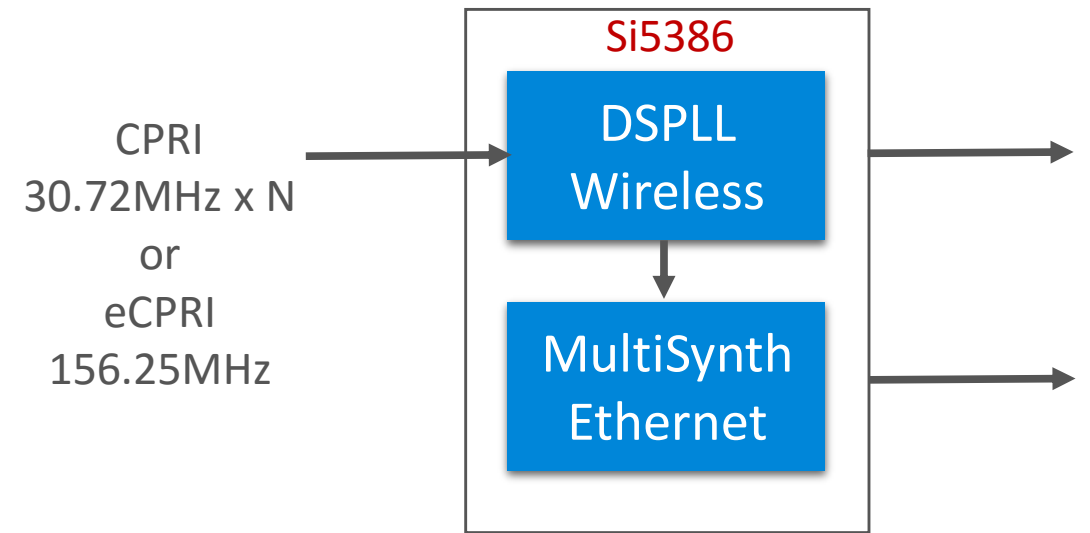 Si5386
DSPLL
Wireless
CPRI
30.72MHz x N
or
eCPRI
156.25MHz
MultiSynth
Ethernet